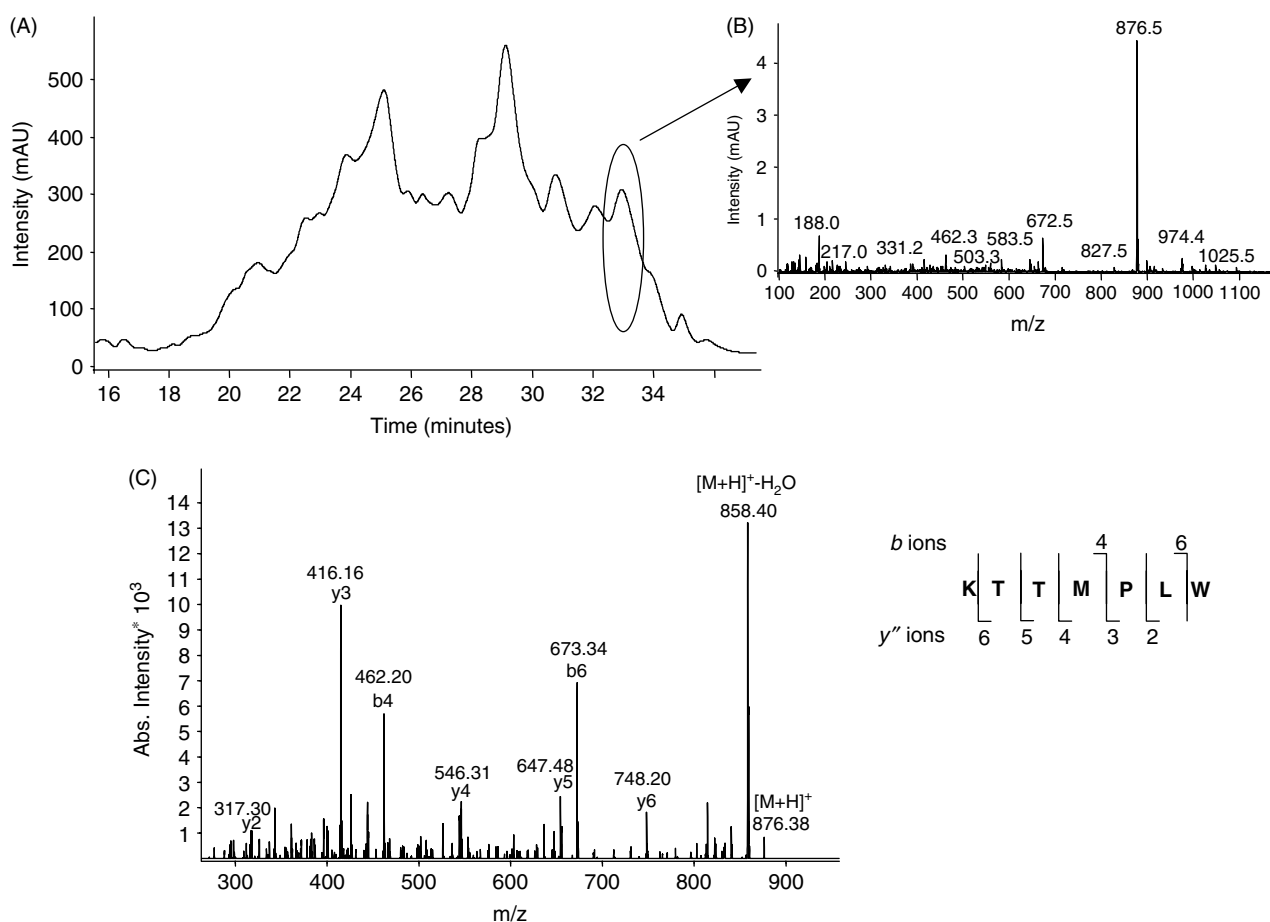 (A)
Intensity (mAU)
500
400
300
200
100
0
16 18 20 22 24 26 28 30 32 34
Time (minutes)
(B)
Intensity (mAU)
4
3
2
1
0
876.5
188.0
217.0
331.2
462.3
503.3
583.5
672.5
827.5
974.4
1025.5
100 200 300 400 500 600 700 800 900 1000 1100
m/z
(C)
Abs. Intensity* 10³
14
13
12
11
10
9
8
7
6
5
4
3
2
1
317.30
y2
416.16
y3
462.20
b4
546.31
y4
647.48
y5
673.34
b6
748.20
y6
[M+H]⁺-H₂O
858.40
[M+H]⁺
876.38
300 400 500 600 700 800 900
m/z
b ions 4 6
K T T M P L W
y″ ions 6 5 4 3 2